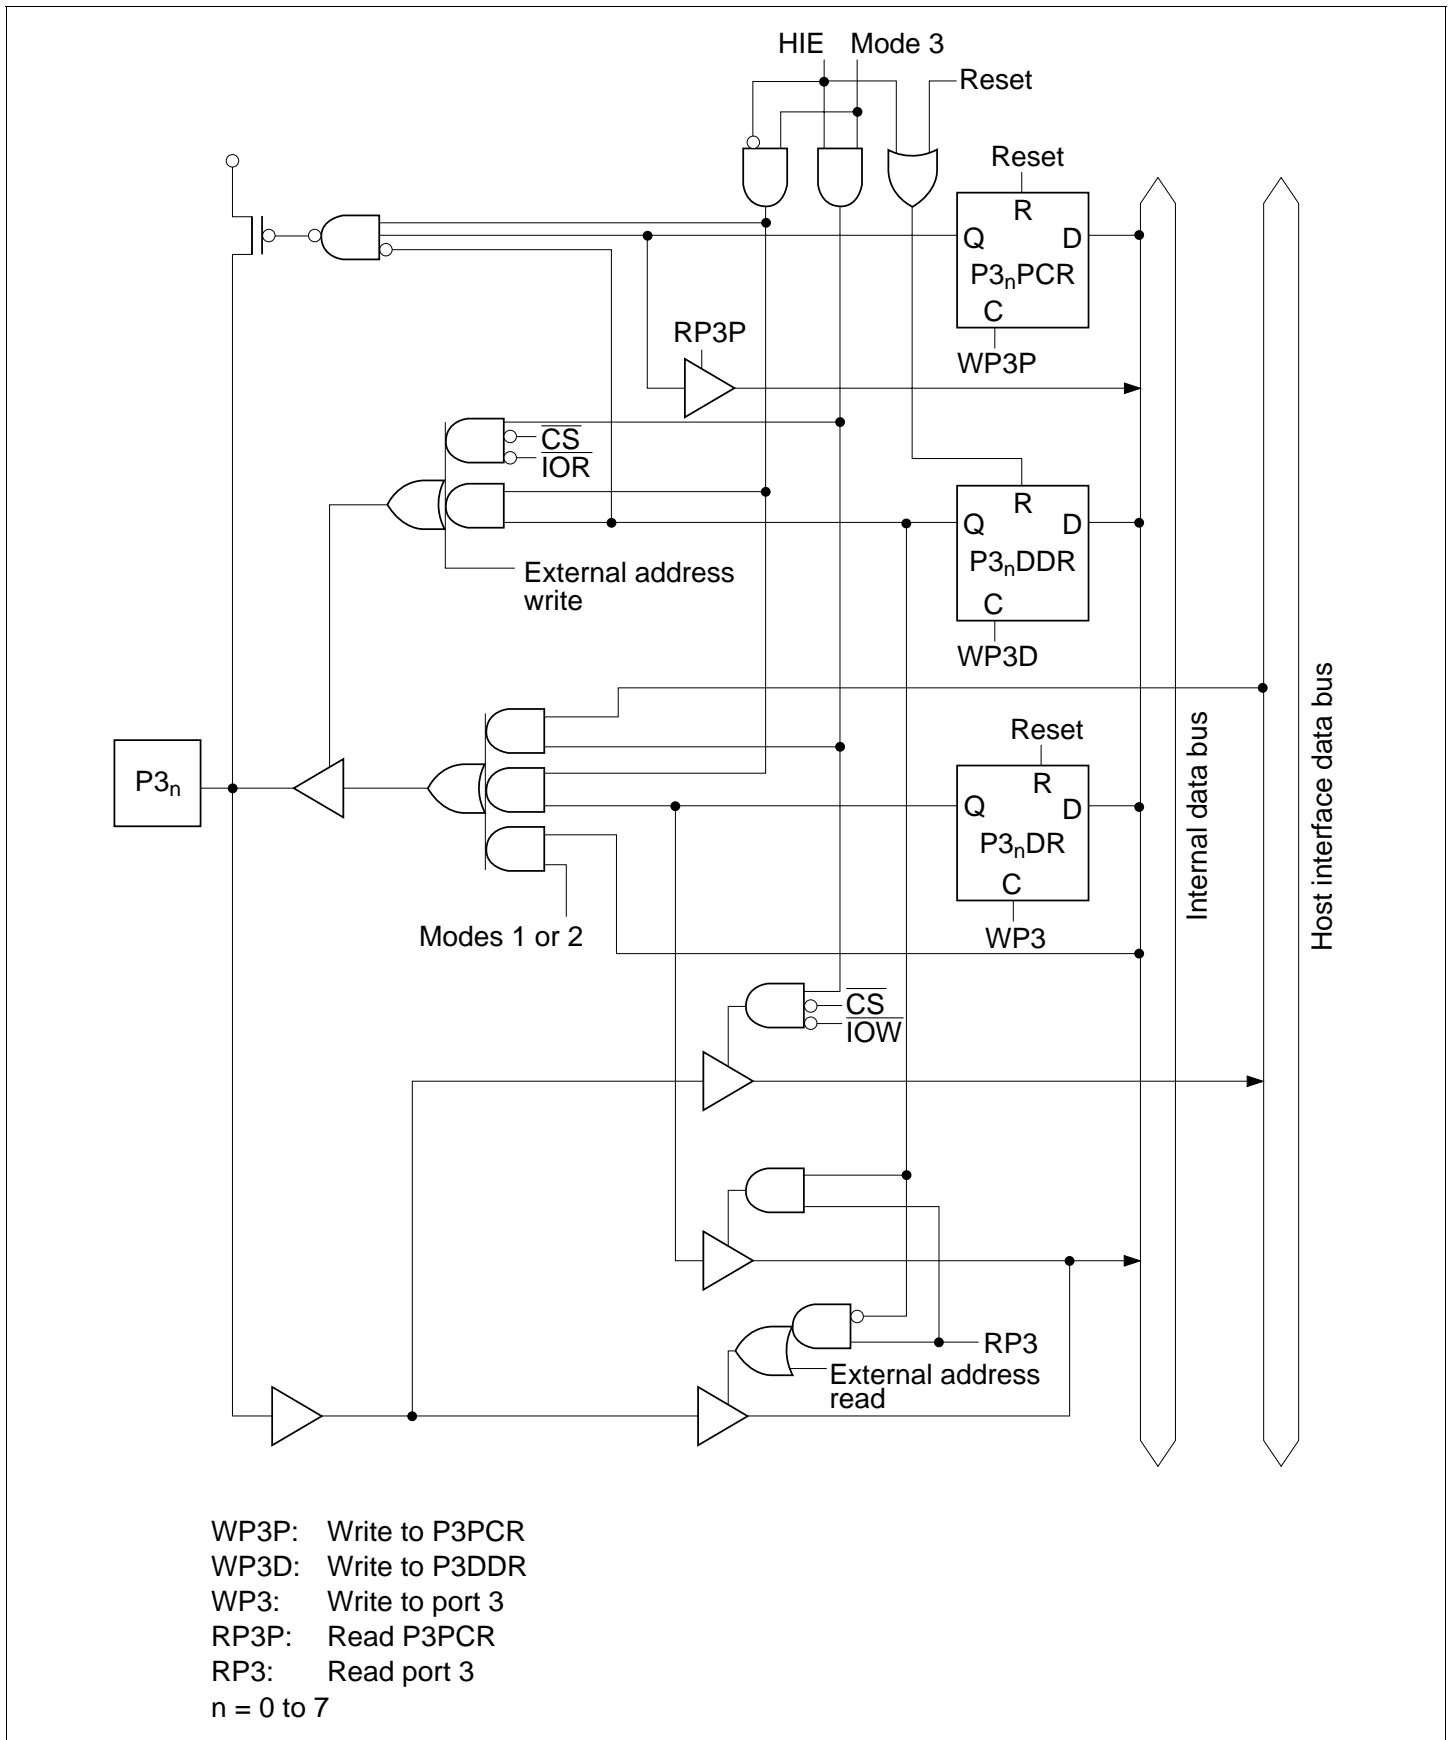 HIE Mode 3
Reset
Reset
R
Q D
P3nPCR
C
WP3P
RP3P
CS
IOR
R
Q D
P3nDDR
C
WP3D
External address
write
Reset
R
Q D
P3nDR
C
WP3
P3n
Modes 1 or 2
Internal data bus
Host interface data bus
CS
IOW
RP3
External address
read
WP3P: Write to P3PCR
WP3D: Write to P3DDR
WP3: Write to port 3
RP3P: Read P3PCR
RP3: Read port 3
n = 0 to 7